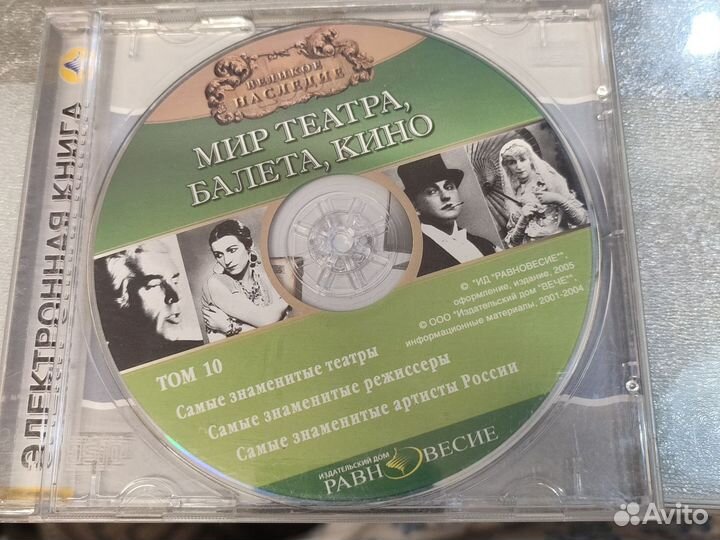 ЭЛЕКТРОННАЯ КНИГА
ВЕЛИКОЕ
НАСЛЕДИЕ
МИР ТЕАТРА,
БАЛЕТА, КИНО
©, "ИД "РАВНОВЕСИЕ"",
оформление, издание, 2005
© ООО "Издательский дом "ВЕЧЕ"",
информационные материалы, 2001-2004
ТОМ 10
Самые знаменитые театры
Самые знаменитые режиссеры
Самые знаменитые артисты России
ИЗДАТЕЛЬСКИЙ ДОМ
РАВНОВЕСИЕ
Avito